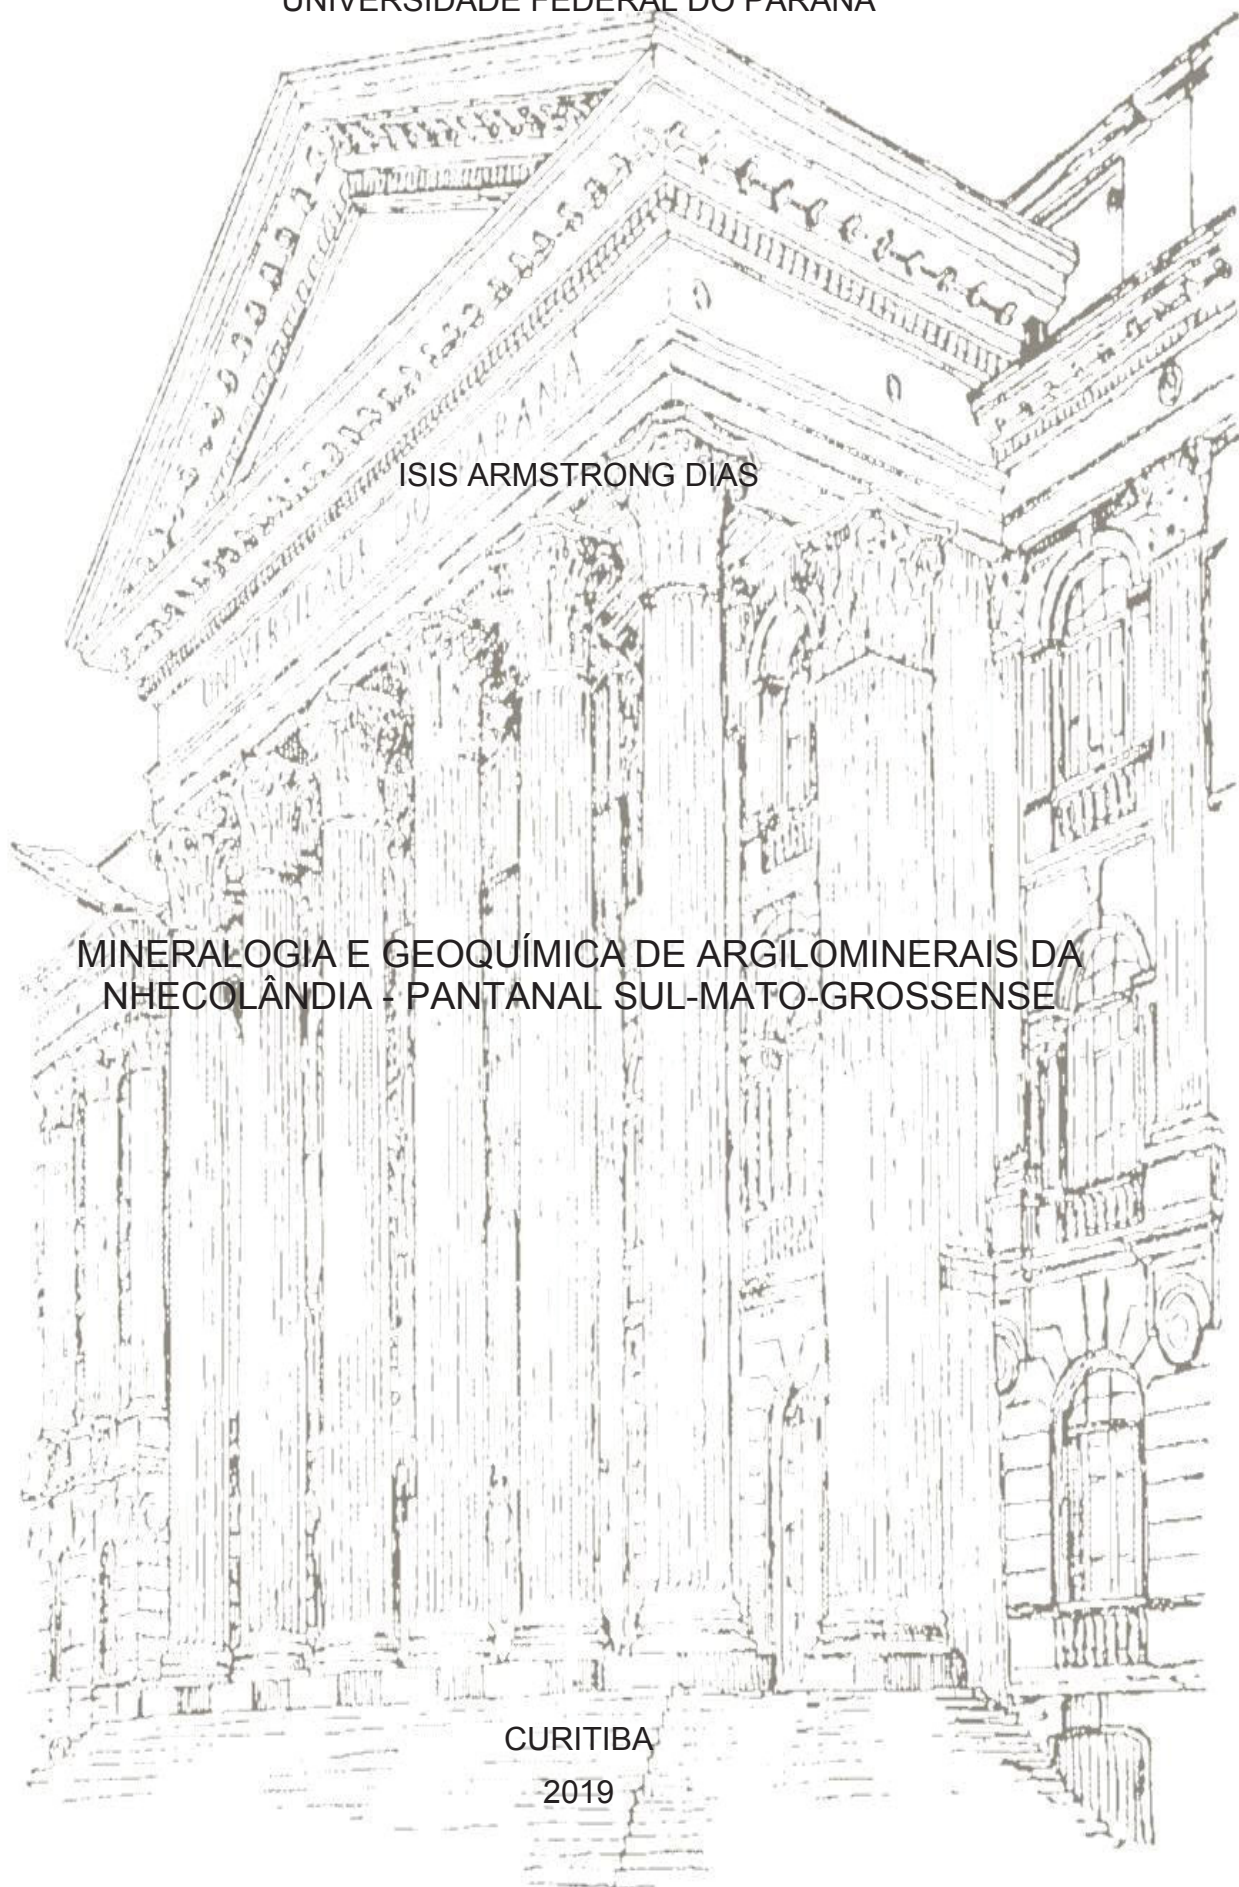 UNIVERSIDADE FEDERAL DO PARANÁ
ISIS ARMSTRONG DIAS
MINERALOGIA E GEOQUÍMICA DE ARGILOMINERAIS DA
NHECOLÂNDIA - PANTANAL SUL-MATO-GROSSENSE
CURITIBA
2019